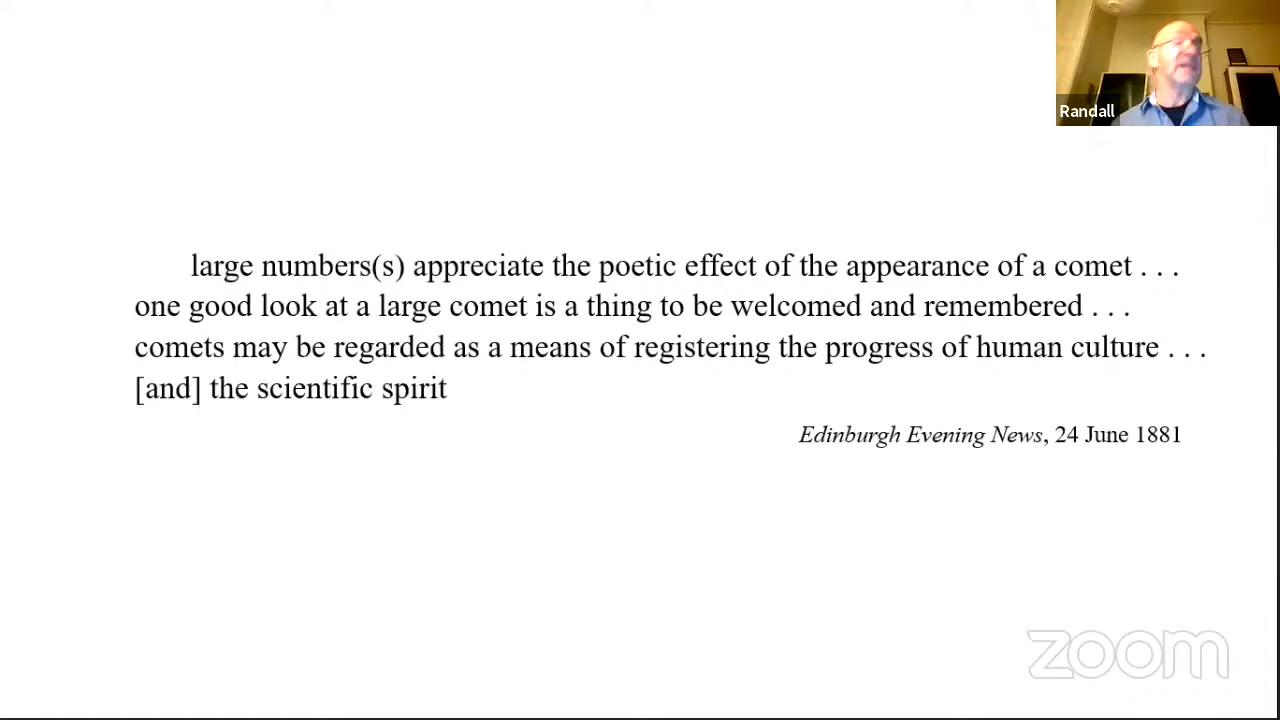 Randall
large numbers(s) appreciate the poetic effect of the appearance of a comet . . .
one good look at a large comet is a thing to be welcomed and remembered . . .
comets may be regarded as a means of registering the progress of human culture . . .
[and] the scientific spirit
Edinburgh Evening News, 24 June 1881
zoom